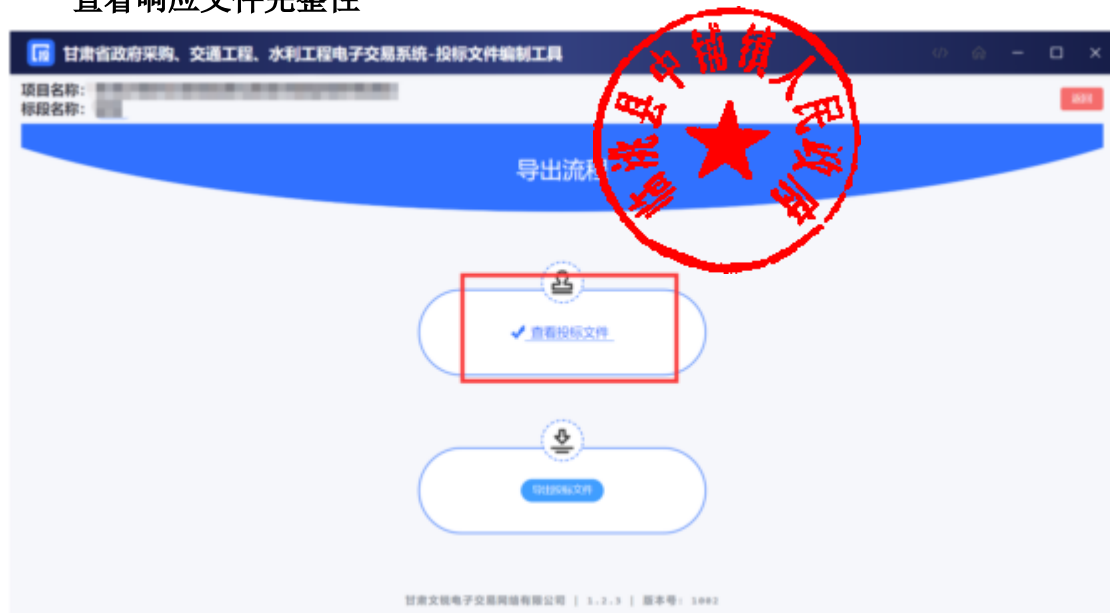 查看响应文件完整性
甘肃省政府采购、交通工程、水利工程电子交易系统-投标文件编制工具
项目名称：
标段名称：
返回
导出流程
临洮县中铺镇人民政府
查看投标文件
导出投标文件
甘肃文锐电子交易网络有限公司 | 1.2.3 | 版本号: 1002